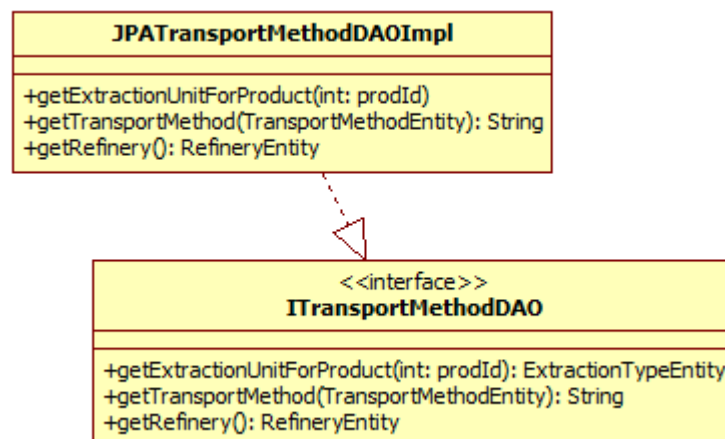 JPATransportMethodDAOImpl
+getExtractionUnitForProduct(int: prodId)
+getTransportMethod(TransportMethodEntity): String
+getRefinery(): RefineryEntity
<<interface>>
ITransportMethodDAO
+getExtractionUnitForProduct(int: prodId): ExtractionTypeEntity
+getTransportMethod(TransportMethodEntity): String
+getRefinery(): RefineryEntity